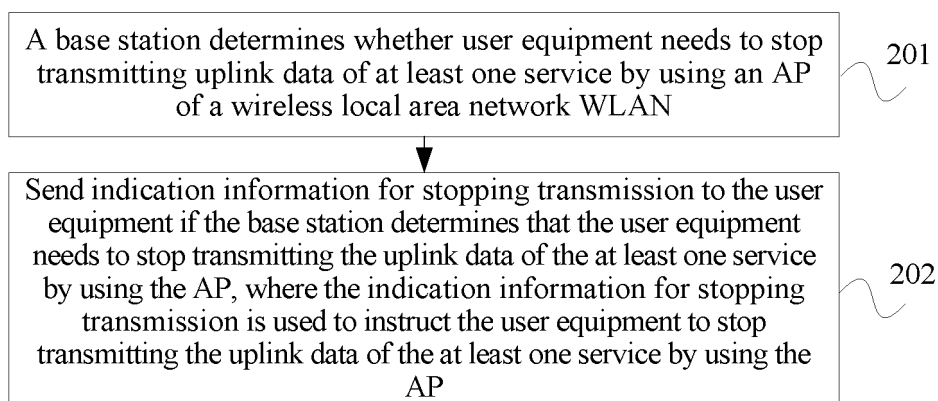 A base station determines whether user equipment needs to stop
transmitting uplink data of at least one service by using an AP
of a wireless local area network WLAN
201
Send indication information for stopping transmission to the user
equipment if the base station determines that the user equipment
needs to stop transmitting the uplink data of the at least one service
by using the AP, where the indication information for stopping
transmission is used to instruct the user equipment to stop
transmitting the uplink data of the at least one service by using the
AP
202